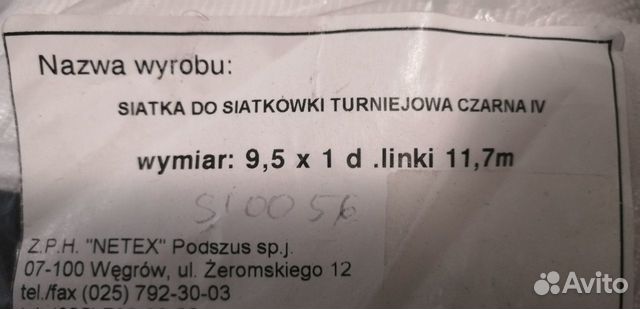 Nazwa wyrobu:
SIATKA DO SIATKÓWKI TURNIEJOWA CZARNA IV
wymiar: 9,5 x 1 d .linki 11,7m
S10056
Z.P.H. "NETEX" Podszus sp.j.
07-100 Węgrów, ul. Żeromskiego 12
tel./fax (025) 792-30-03
Avito